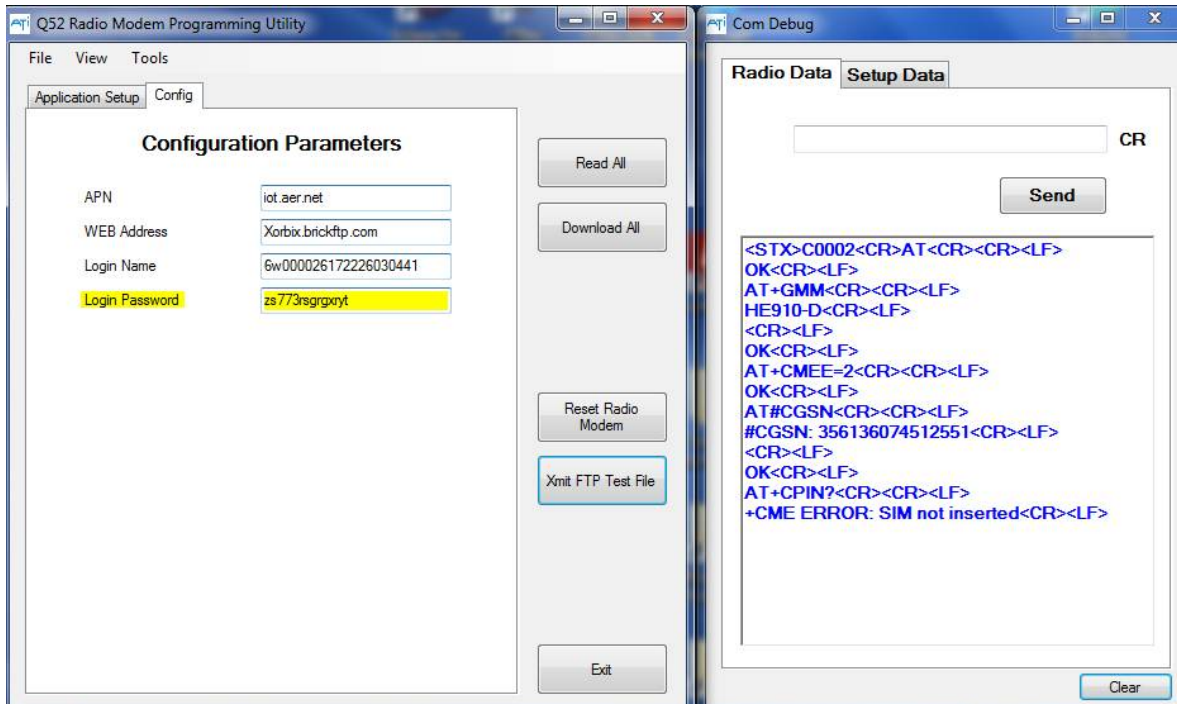 ATi Q52 Radio Modem Programming Utility
File View Tools
Application Setup Config
Configuration Parameters
APN iot.aer.net
WEB Address Xorbix.brickftp.com
Login Name 6w000026172226030441
Login Password zs773rsgrgxryt
Read All
Download All
Reset Radio
Modem
Xmit FTP Test File
Exit
ATi Com Debug
Radio Data Setup Data
CR
Send
<STX>C0002<CR>AT<CR><CR><LF>
OK<CR><LF>
AT+GMM<CR><CR><LF>
HE910-D<CR><LF>
<CR><LF>
OK<CR><LF>
AT+CMEE=2<CR><CR><LF>
OK<CR><LF>
AT#CGSN<CR><CR><LF>
#CGSN: 356136074512551<CR><LF>
<CR><LF>
OK<CR><LF>
AT+CPIN?<CR><CR><LF>
+CME ERROR: SIM not inserted<CR><LF>
Clear